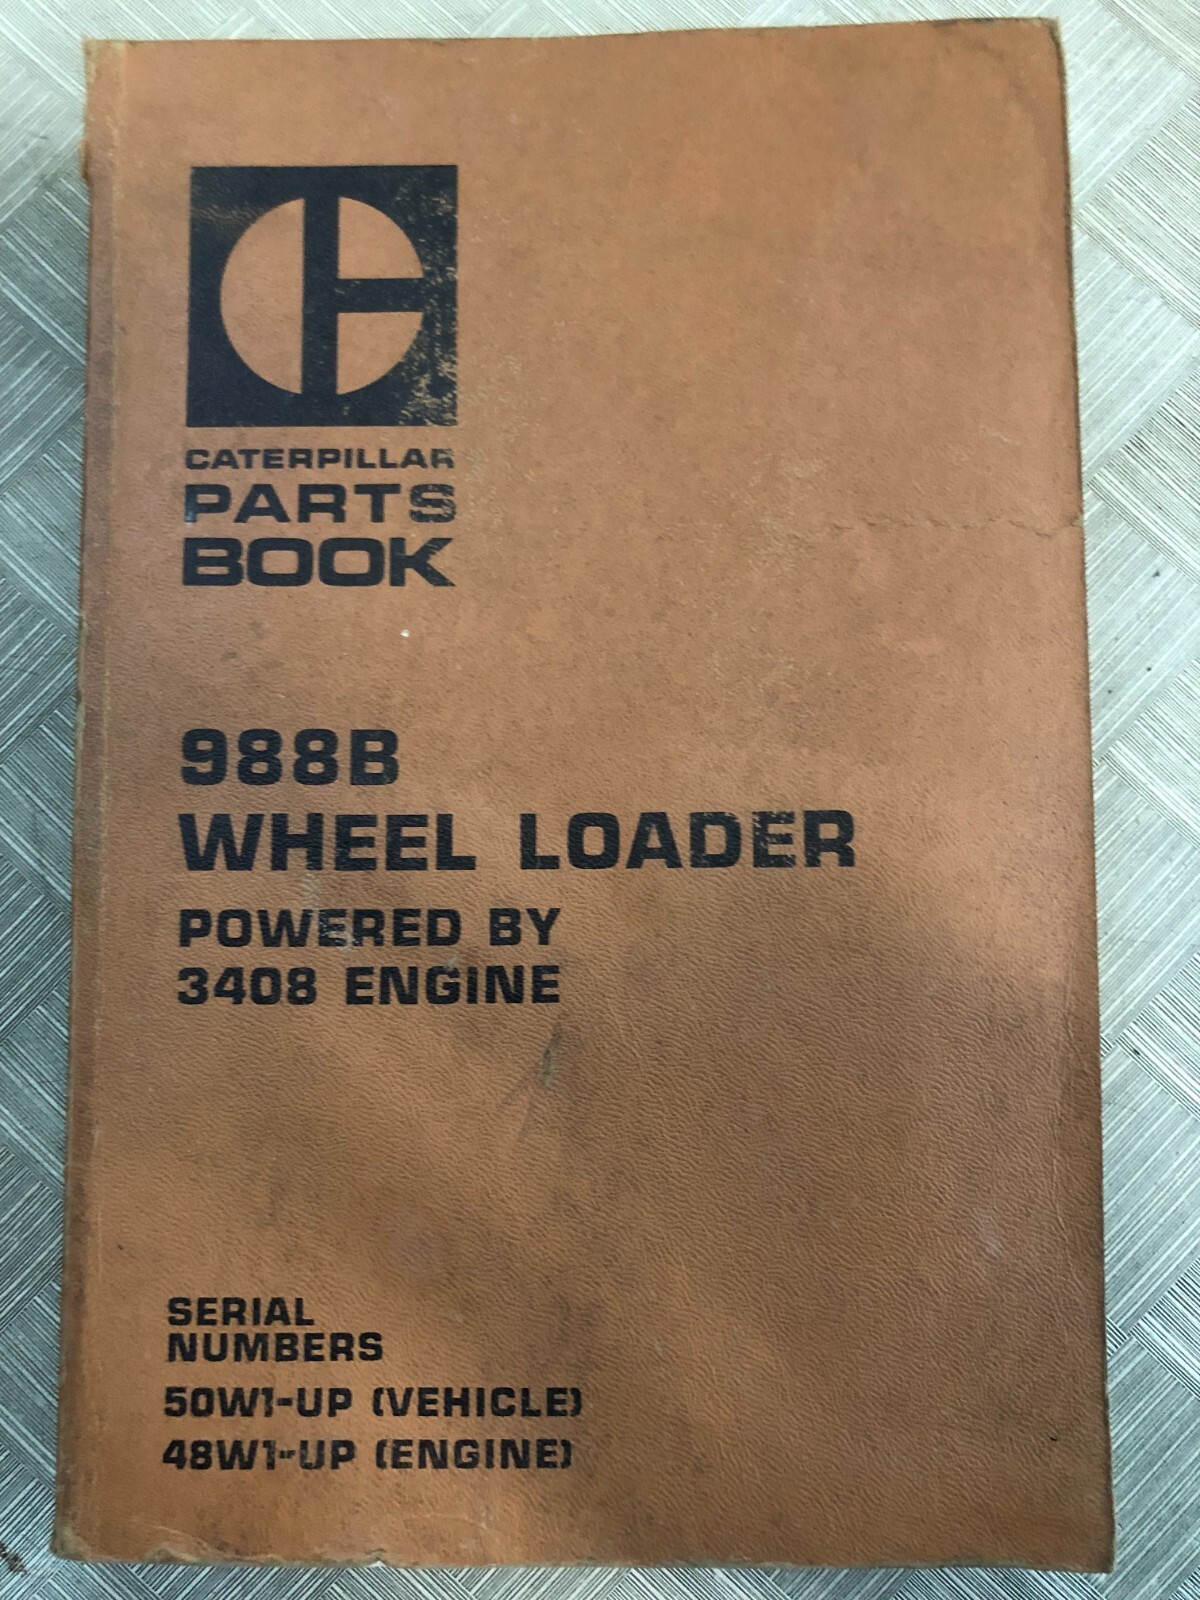 CATERPILLAR
PARTS
BOOK
988B
WHEEL LOADER
POWERED BY
3408 ENGINE
SERIAL
NUMBERS
50W1-UP (VEHICLE)
48W1-UP (ENGINE)